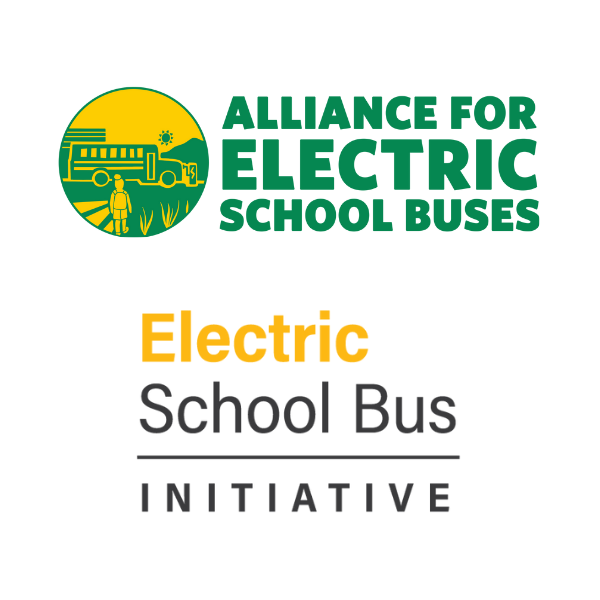 ALLIANCE FOR
ELECTRIC
SCHOOL BUSES
Electric
School Bus
INITIATIVE